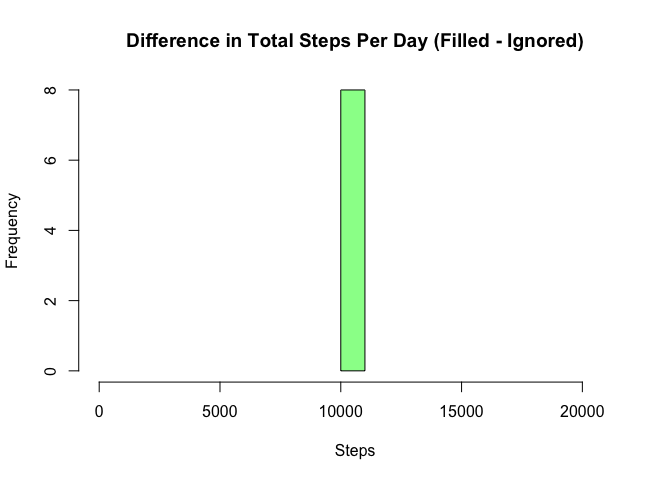 Difference in Total Steps Per Day (Filled - Ignored)
Frequency
8
6
4
2
0
0 5000 10000 15000 20000
Steps